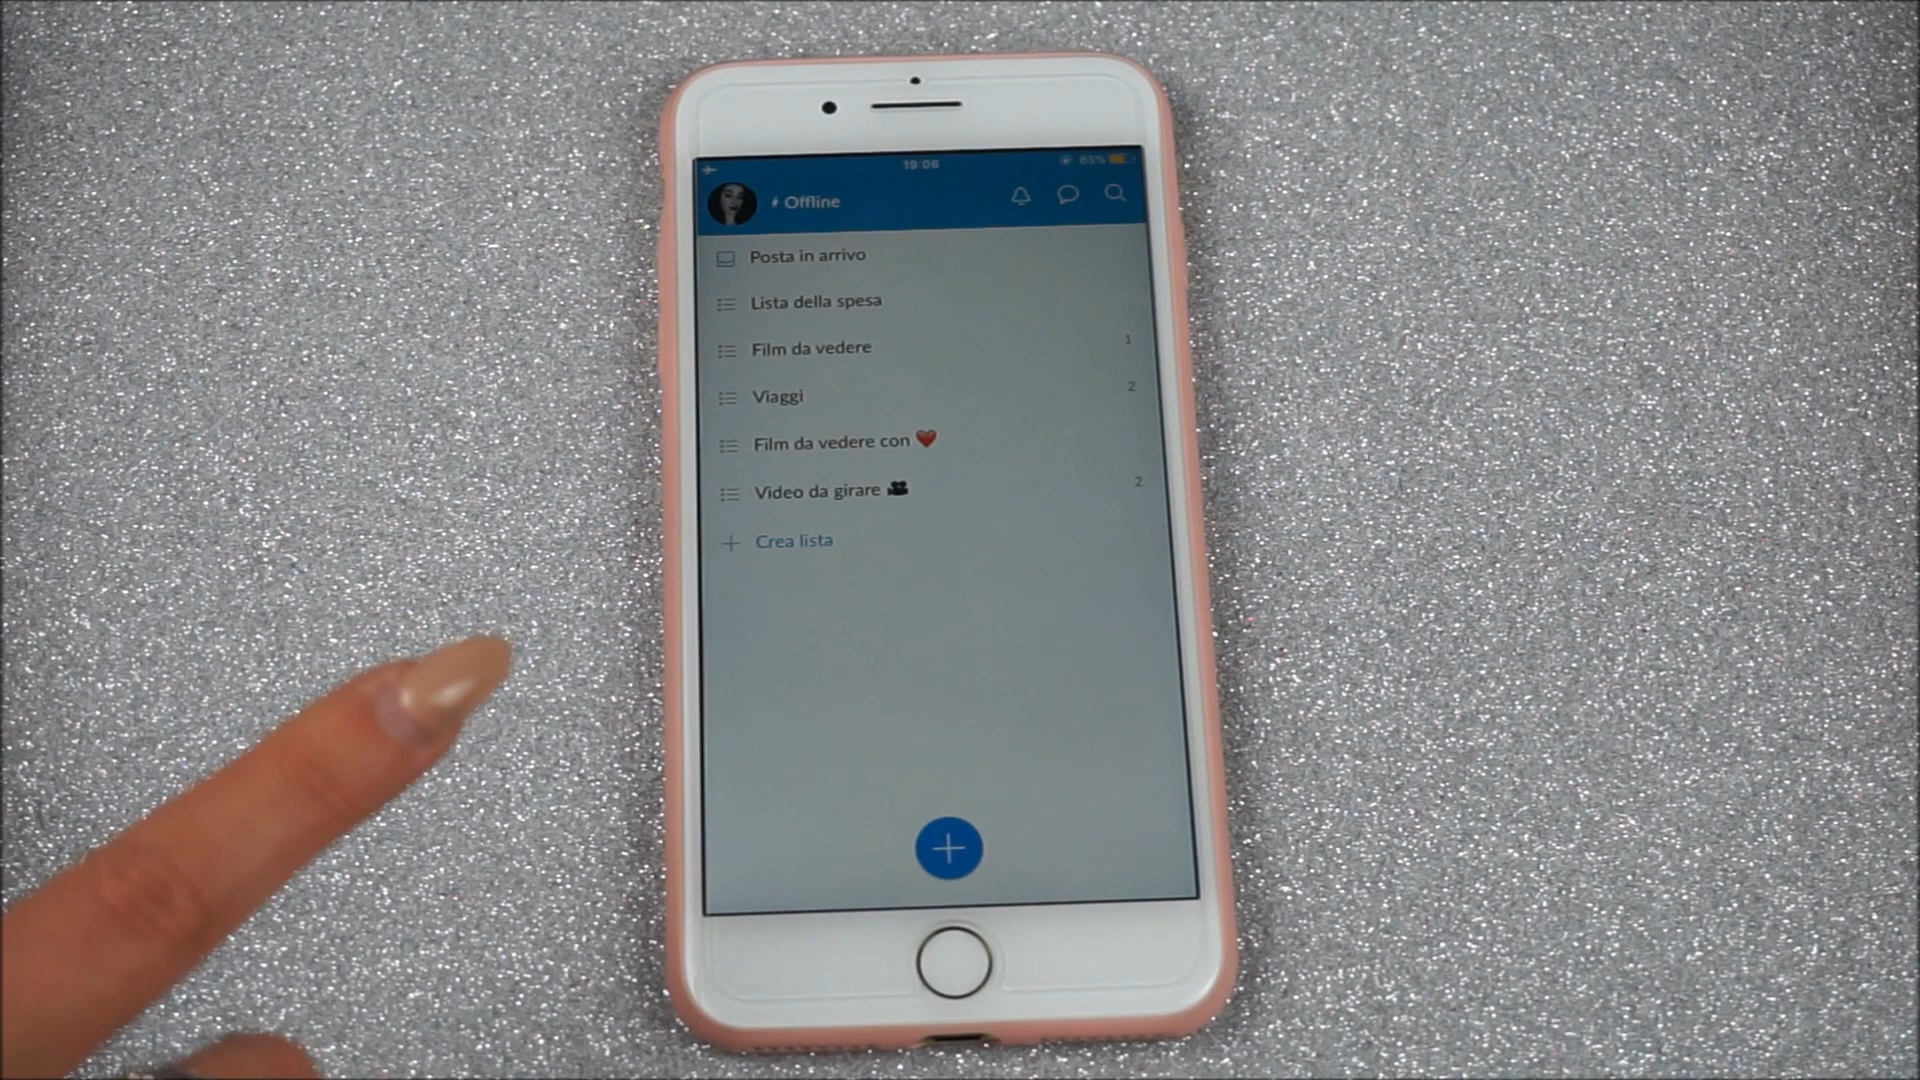 19:06
65%
Offline
Posta in arrivo
Lista della spesa
Film da vedere 1
Viaggi 2
Film da vedere con ❤️
Video da girare 🎥 2
+ Crea lista